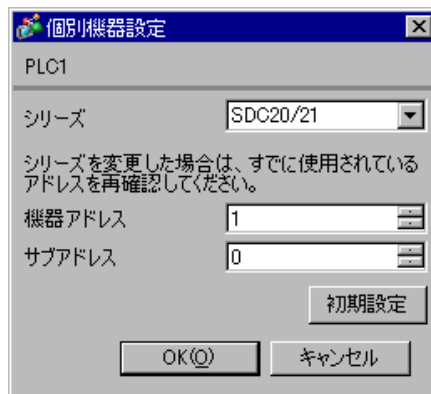 個別機器設定
PLC1
シリーズ
SDC20/21
シリーズを変更した場合は、すでに使用されている
アドレスを再確認してください。
機器アドレス
1
サブアドレス
0
初期設定
OK(O)
キャンセル